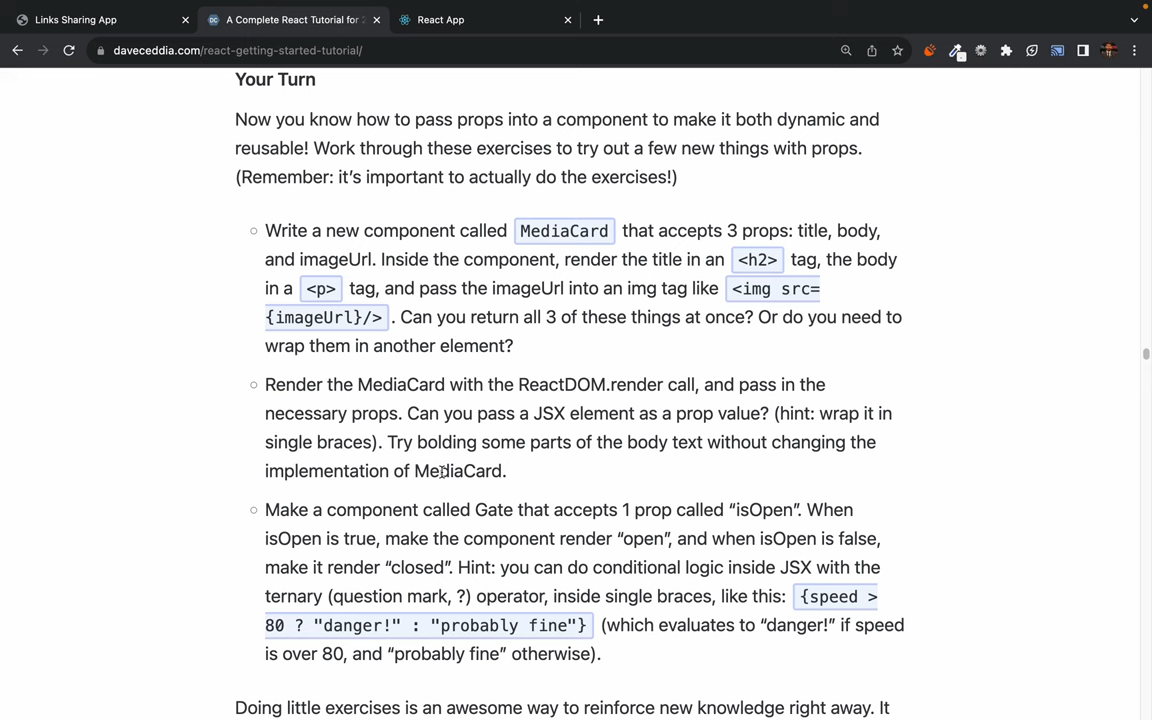 Links Sharing App
A Complete React Tutorial for 2
React App
daveceddia.com/react-getting-started-tutorial/
Your Turn
Now you know how to pass props into a component to make it both dynamic and
reusable! Work through these exercises to try out a few new things with props.
(Remember: it’s important to actually do the exercises!)
Write a new component called MediaCard that accepts 3 props: title, body,
and imageUrl. Inside the component, render the title in an <h2> tag, the body
in a <p> tag, and pass the imageUrl into an img tag like <img src=
{imageUrl}/> . Can you return all 3 of these things at once? Or do you need to
wrap them in another element?
Render the MediaCard with the ReactDOM.render call, and pass in the
necessary props. Can you pass a JSX element as a prop value? (hint: wrap it in
single braces). Try bolding some parts of the body text without changing the
implementation of MediaCard.
Make a component called Gate that accepts 1 prop called “isOpen”. When
isOpen is true, make the component render “open”, and when isOpen is false,
make it render “closed”. Hint: you can do conditional logic inside JSX with the
ternary (question mark, ?) operator, inside single braces, like this: {speed >
80 ? "danger!" : "probably fine"} (which evaluates to “danger!” if speed
is over 80, and “probably fine” otherwise).
Doing little exercises is an awesome way to reinforce new knowledge right away. It